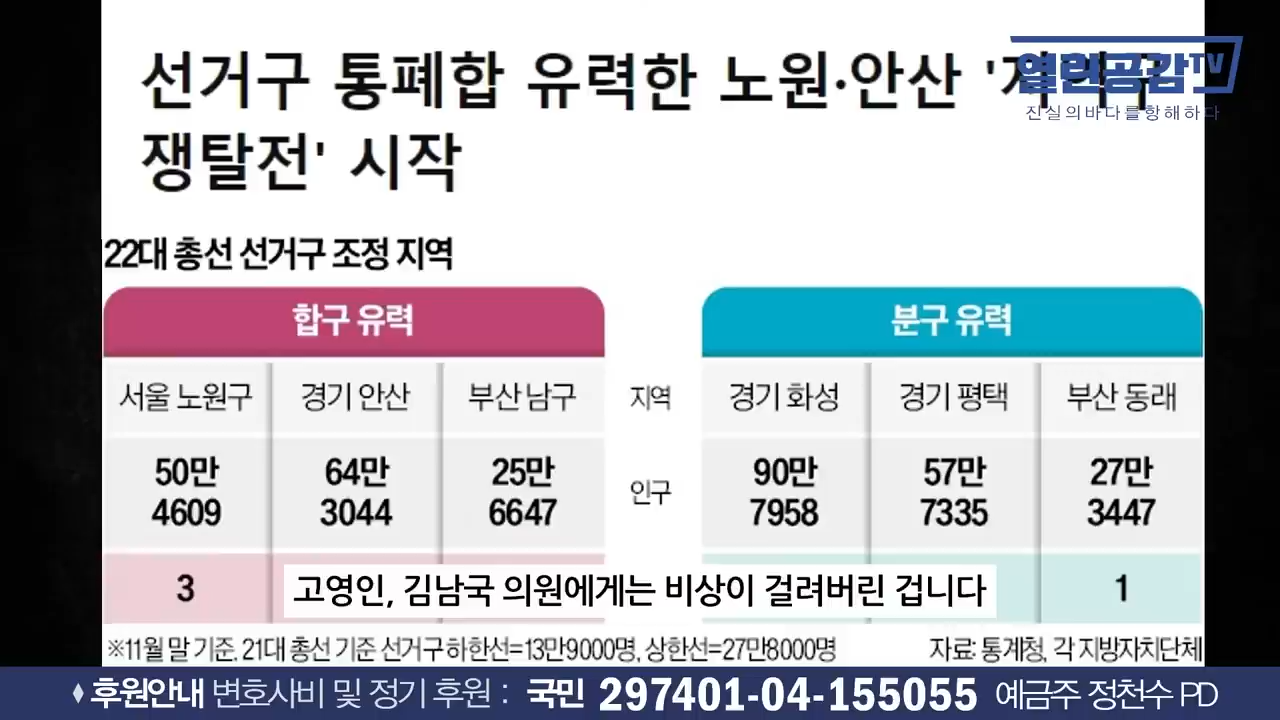 선거구 통폐합 유력한 노원·안산
쟁탈전' 시작
열린공감TV
진실의바다를항해하다
22대 총선 선거구 조정 지역
합구 유력
분구 유력
서울 노원구 경기 안산 부산 남구 지역 경기 화성 경기 평택 부산 동래
50만 64만 25만 인구 90만 57만 27만
4609 3044 6647 7958 7335 3447
3 1
고영인, 김남국 의원에게는 비상이 걸려버린 겁니다
※11월 말 기준, 21대 총선 기준 선거구 하한선=13만9000명, 상한선=27만8000명 자료: 통계청, 각 지방자치단체
♦후원안내 변호사비 및 정기 후원 : 국민 297401-04-155055 예금주 정천수 PD